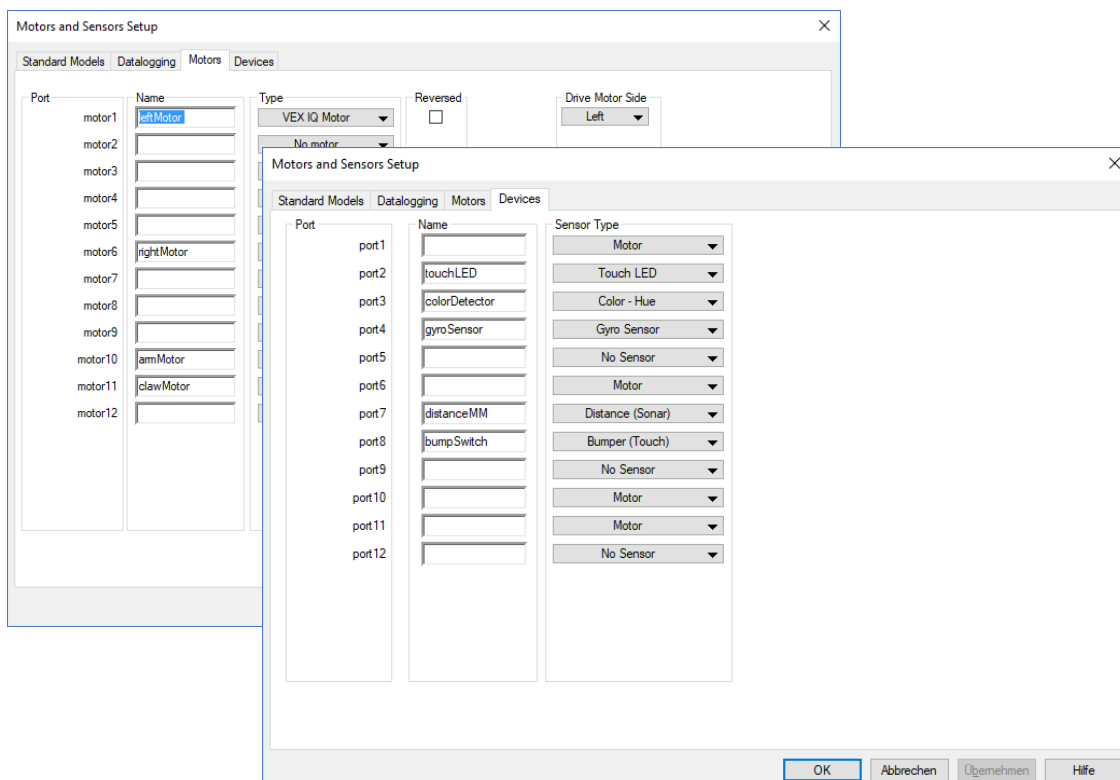 Motors and Sensors Setup
Standard Models Datalogging Motors Devices
Port Name Type Reversed Drive Motor Side
motor1 leftMotor VEX IQ Motor Left
motor2 No motor
motor3
motor4
motor5
motor6 rightMotor
motor7
motor8
motor9
motor10 armMotor
motor11 clawMotor
motor12
Motors and Sensors Setup
Standard Models Datalogging Motors Devices
Port Name Sensor Type
port1 Motor
port2 touchLED Touch LED
port3 colorDetector Color - Hue
port4 gyroSensor Gyro Sensor
port5 No Sensor
port6 Motor
port7 distanceMM Distance (Sonar)
port8 bumpSwitch Bumper (Touch)
port9 No Sensor
port10 Motor
port11 Motor
port12 No Sensor
OK Abbrechen Übernehmen Hilfe